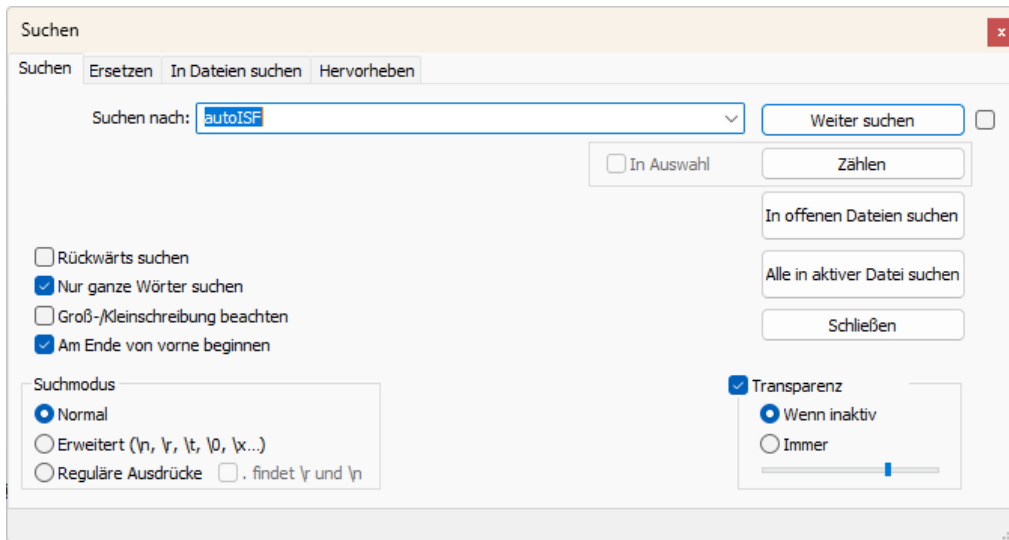 Suchen
x
Suchen Ersetzen In Dateien suchen Hervorheben
Suchen nach: autoISF Weiter suchen
In Auswahl Zählen
In offenen Dateien suchen
Rückwärts suchen
Nur ganze Wörter suchen Alle in aktiver Datei suchen
Groß-/Kleinschreibung beachten Schließen
Am Ende von vorne beginnen
Suchmodus Transparenz
Normal Wenn inaktiv
Erweitert (\n, \r, \t, \0, \x...) Immer
Reguläre Ausdrücke . findet \r und \n